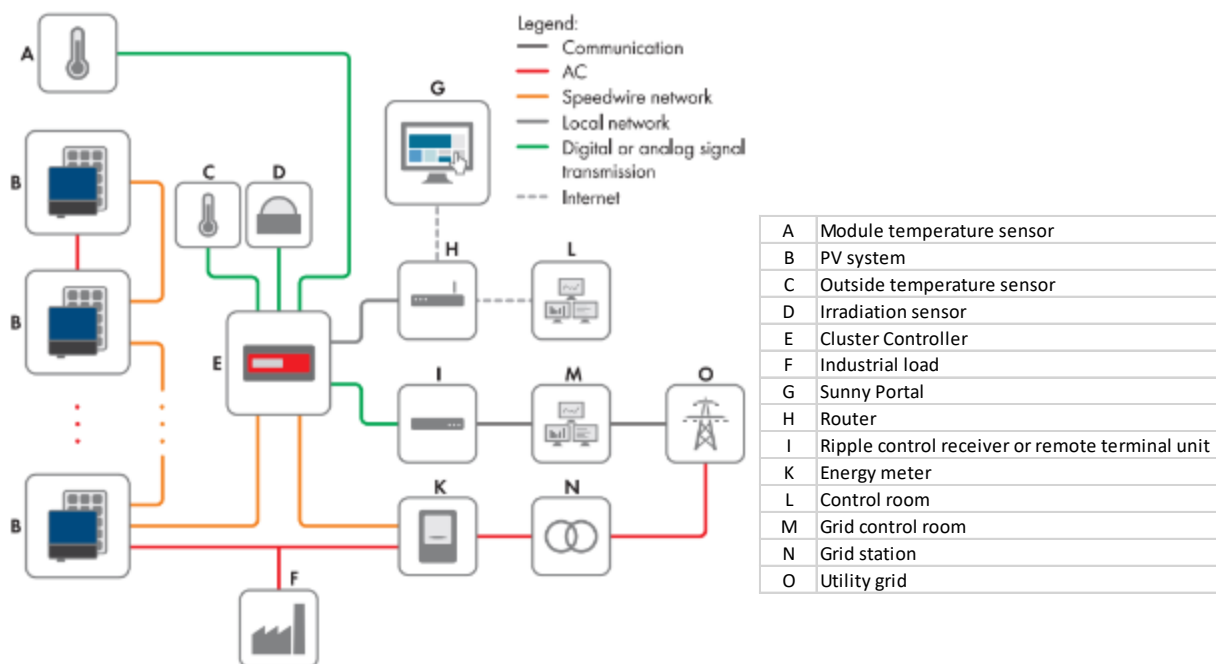 Legend:
Communication
AC
Speedwire network
Local network
Digital or analog signal
transmission
Internet
A
B
B
B
C
D
E
F
G
H
L
I
M
O
K
N
A Module temperature sensor
B PV system
C Outside temperature sensor
D Irradiation sensor
E Cluster Controller
F Industrial load
G Sunny Portal
H Router
I Ripple control receiver or remote terminal unit
K Energy meter
L Control room
M Grid control room
N Grid station
O Utility grid